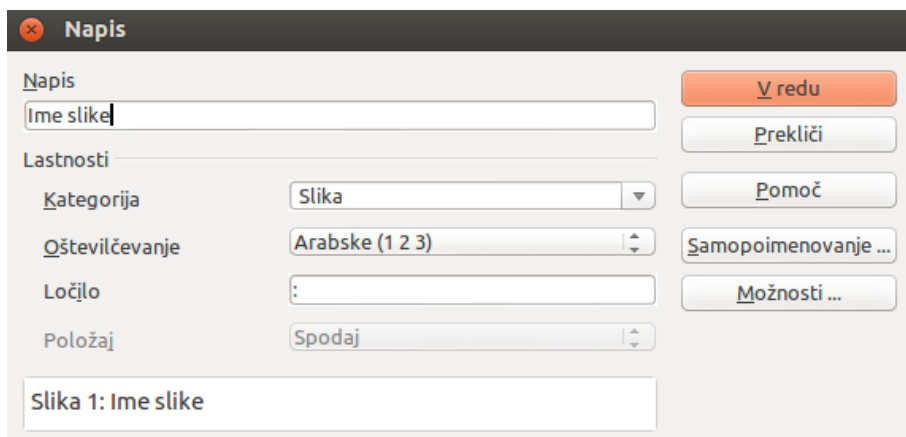 Napis
Napis
Ime slike
Lastnosti
Kategorija Slika
Oštevilčevanje Arabske (1 2 3)
Ločilo :
Položaj Spodaj
Slika 1: Ime slike
V redu
Prekliči
Pomoč
Samopoimenovanje ...
Možnosti ...